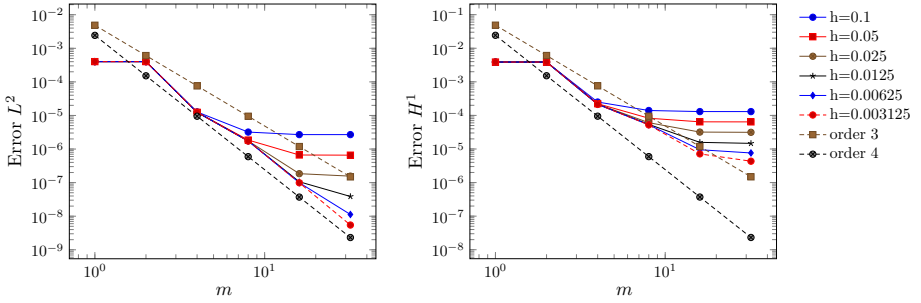 10^−2
10^−3
10^−4
10^−5
10^−6
10^−7
10^−8
10^−9
Error L^2
10^0
10^1
m
10^−1
10^−2
10^−3
10^−4
10^−5
10^−6
10^−7
10^−8
Error H^1
10^0
10^1
m
h=0.1
h=0.05
h=0.025
h=0.0125
h=0.00625
h=0.003125
order 3
order 4